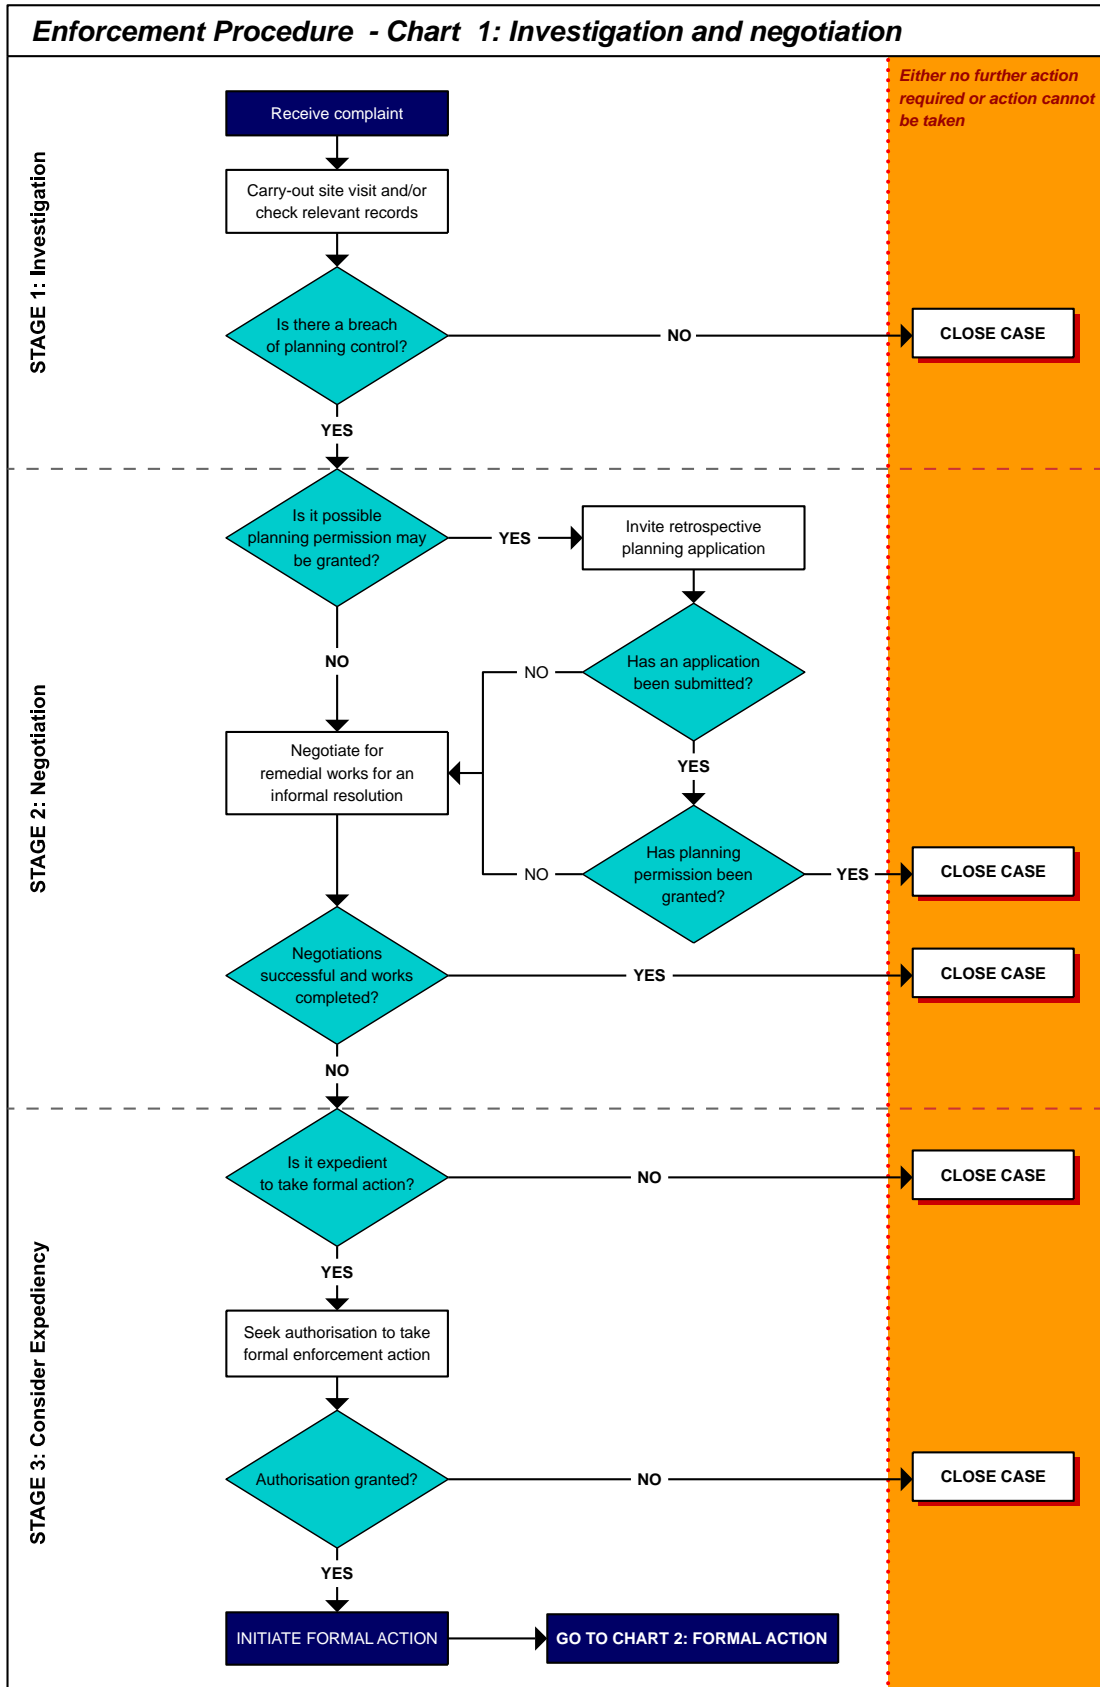 Enforcement Procedure - Chart 1: Investigation and negotiation
Either no further action
required or action cannot
be taken
STAGE 1: Investigation
Receive complaint
Carry-out site visit and/or
check relevant records
Is there a breach
of planning control?
NO
CLOSE CASE
YES
STAGE 2: Negotiation
Is it possible
planning permission may
be granted?
YES
Invite retrospective
planning application
NO
Has an application
been submitted?
NO
YES
Negotiate for
remedial works for an
informal resolution
Has planning
permission been
granted?
NO
YES
CLOSE CASE
Negotiations
successful and works
completed?
YES
CLOSE CASE
NO
STAGE 3: Consider Expediency
Is it expedient
to take formal action?
NO
CLOSE CASE
YES
Seek authorisation to take
formal enforcement action
Authorisation granted?
NO
CLOSE CASE
YES
INITIATE FORMAL ACTION
GO TO CHART 2: FORMAL ACTION